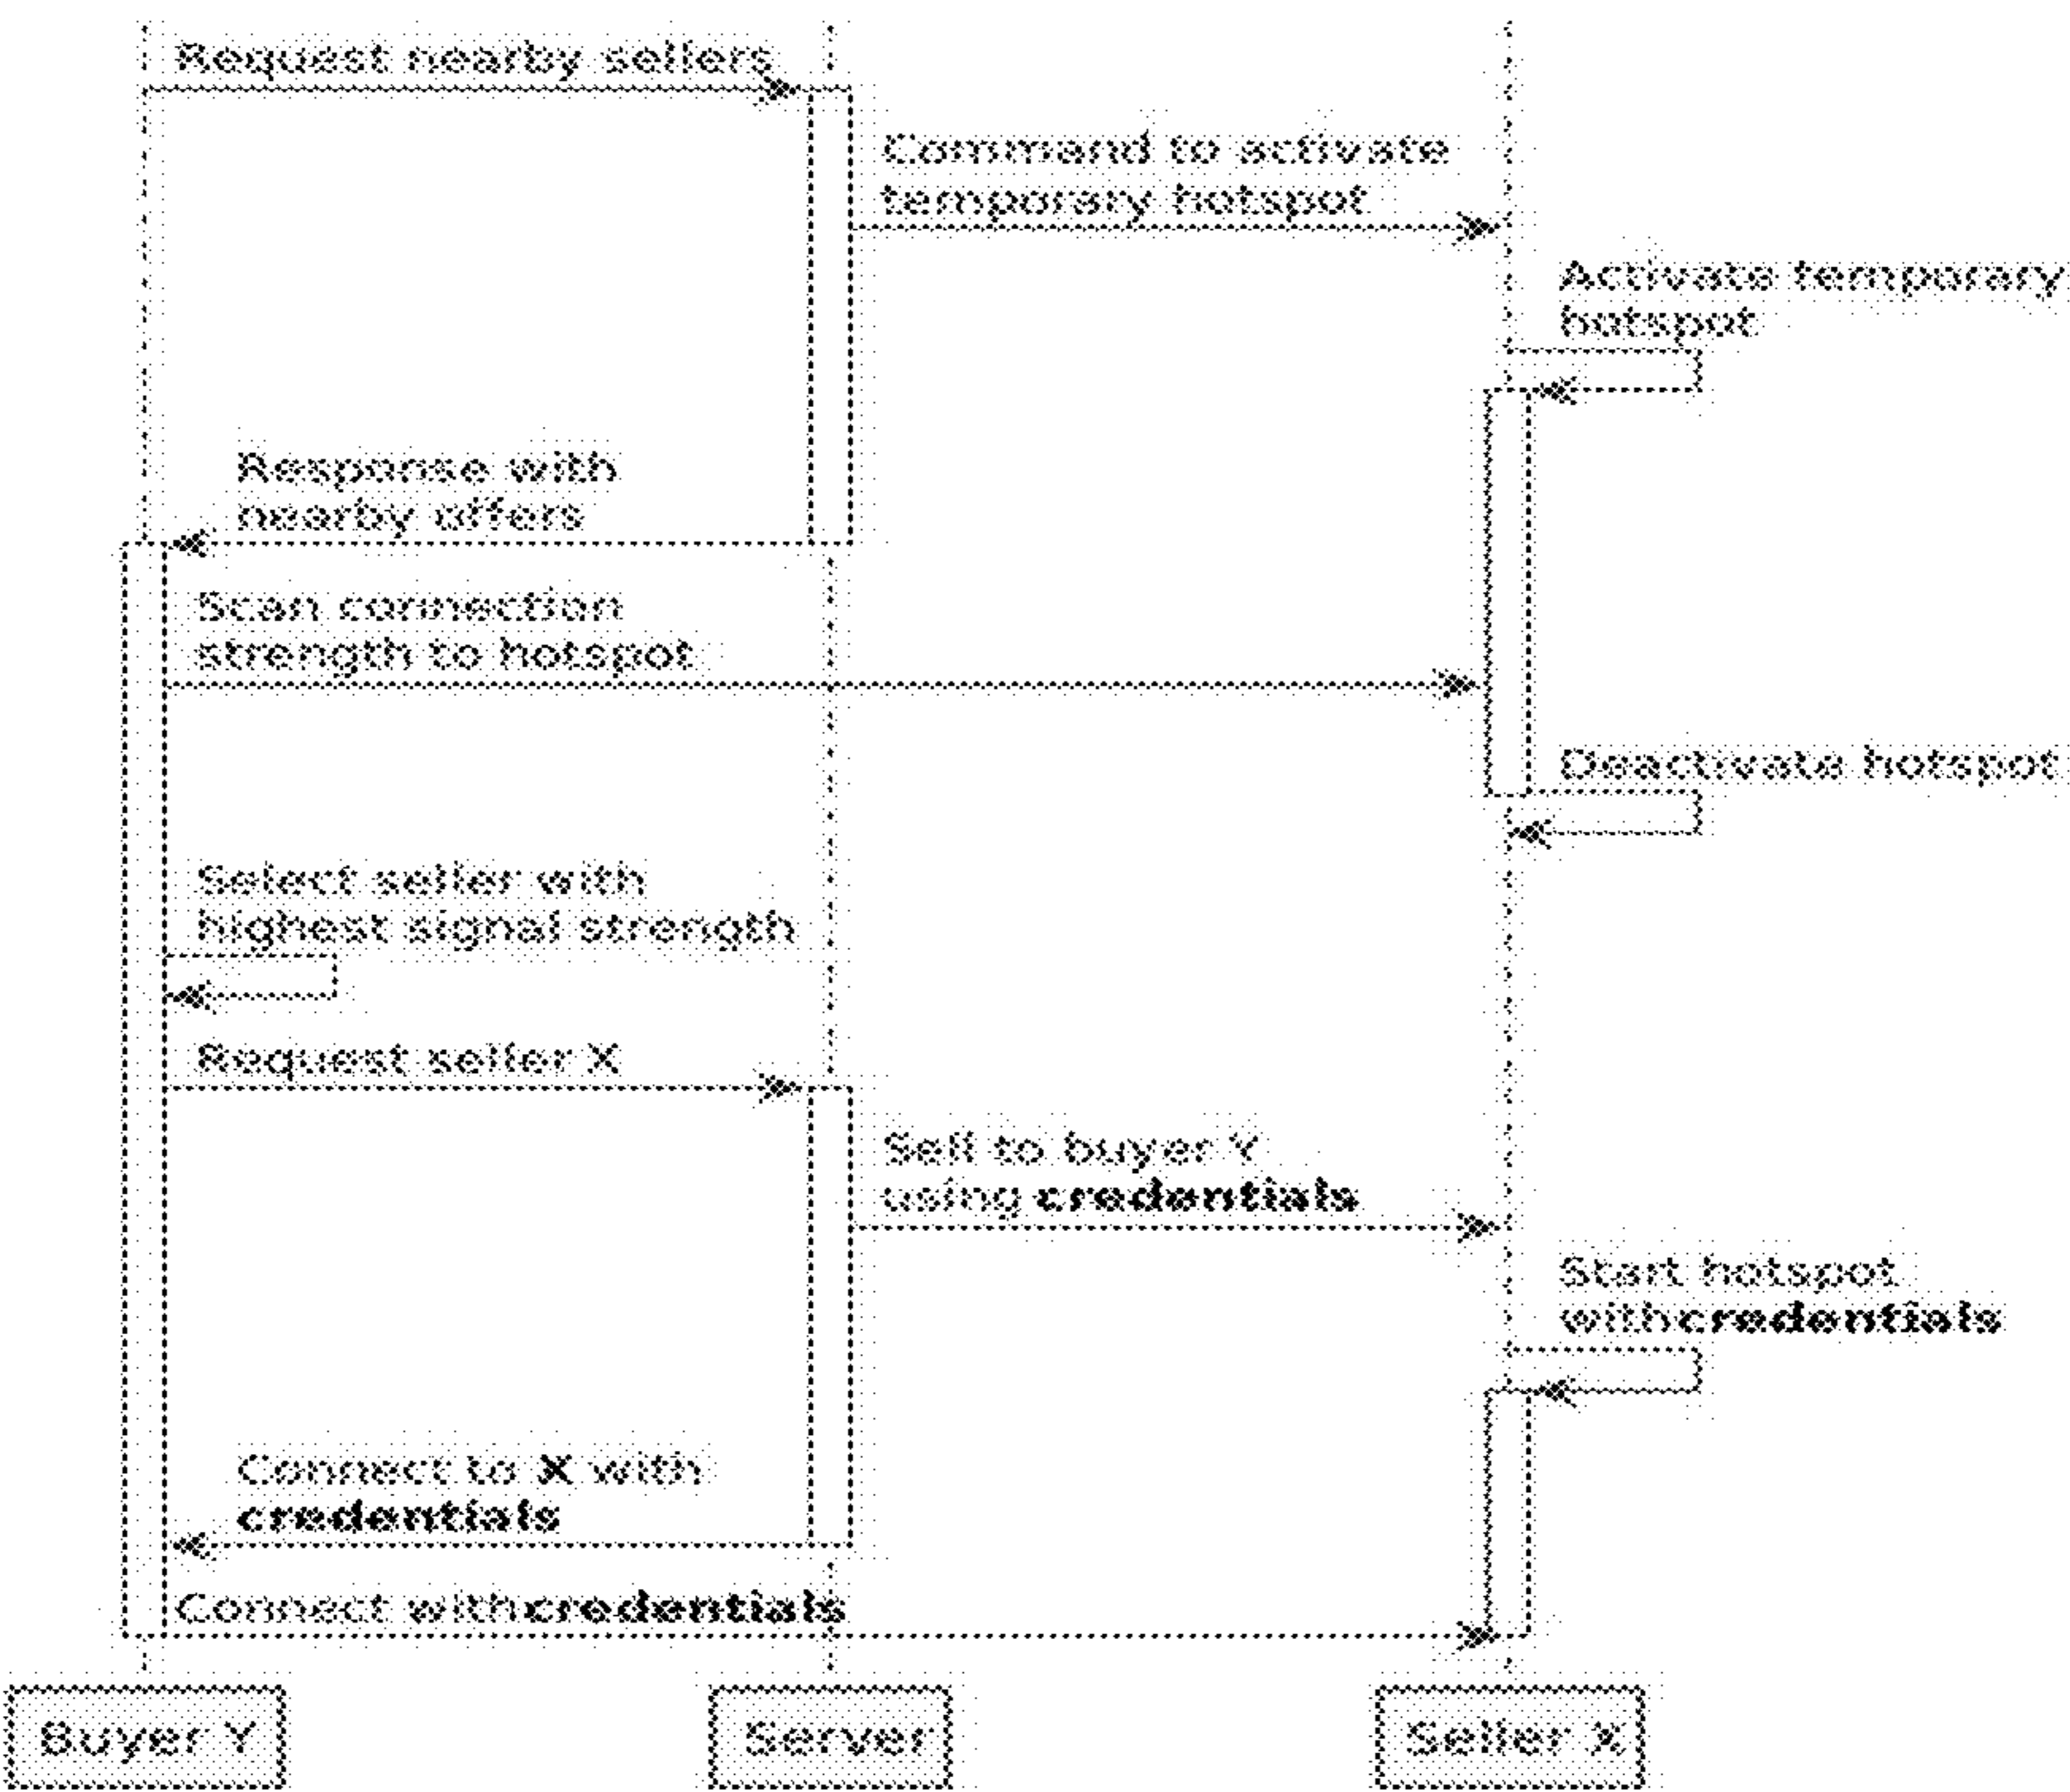 Request nearby sellers
Command to activate
temporary hotspot
Activate temporary
hotspot
Response with
nearby offers
Scan connection
strength to hotspot
Deactivate hotspot
Select seller with
highest signal strength
Request seller X
Sell to buyer Y
using credentials
Start hotspot
with credentials
Connect to X with
credentials
Connect with credentials
Buyer Y
Server
Seller X